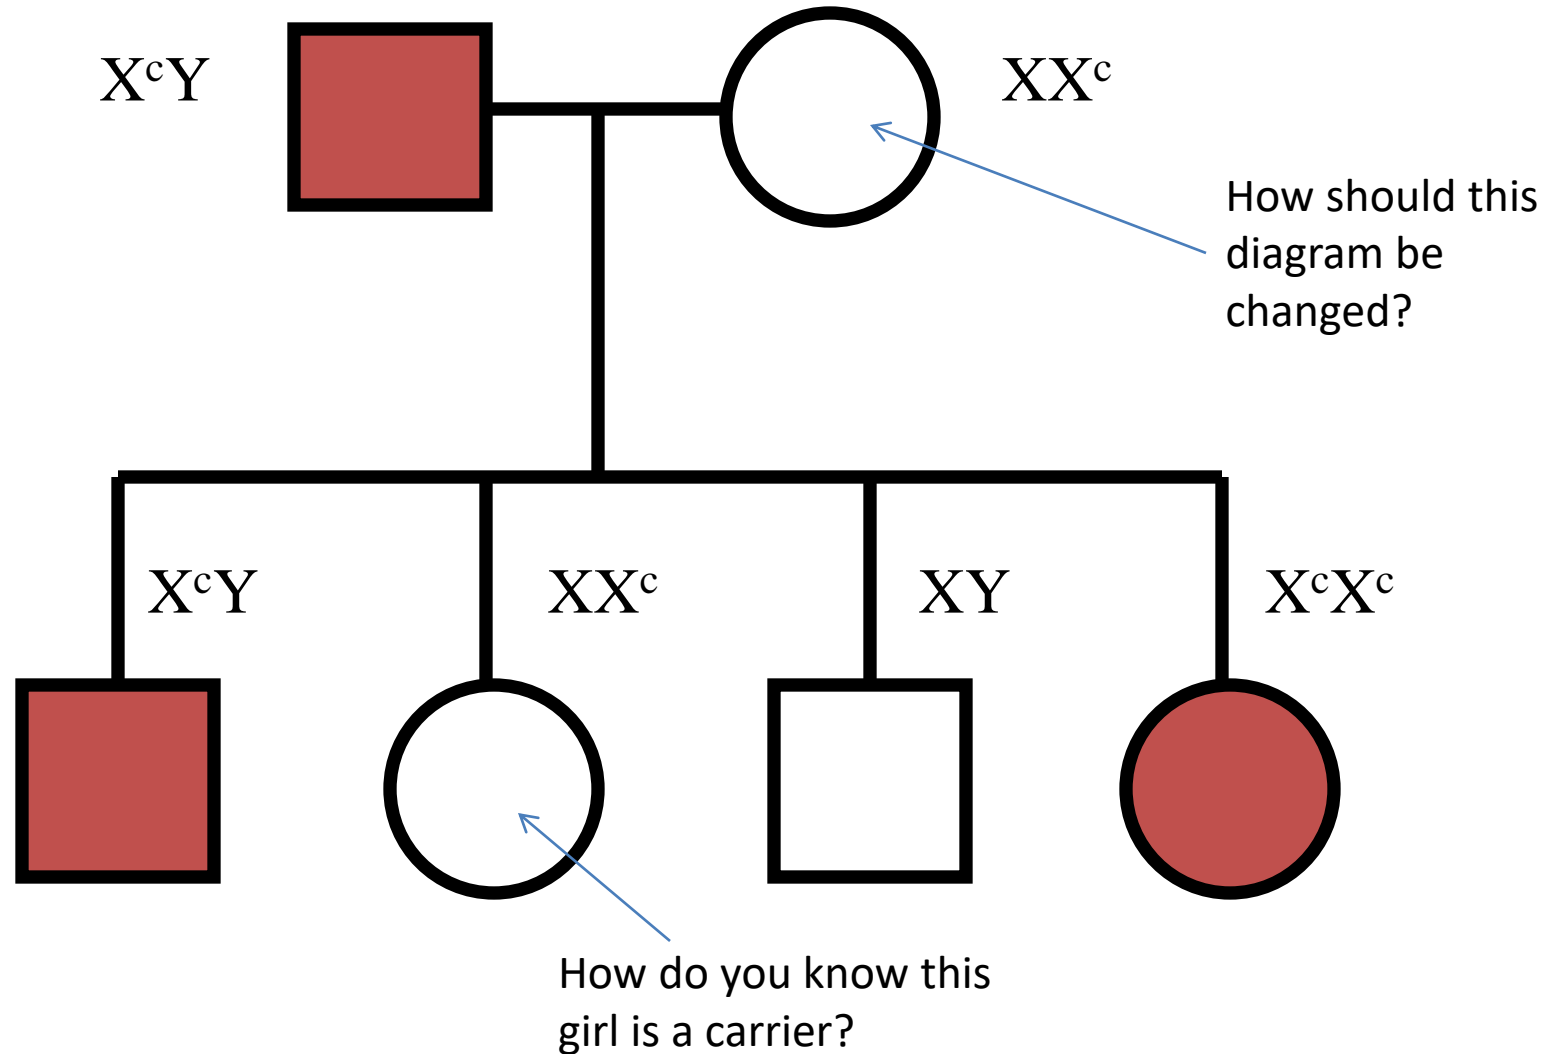 XᶜY
XXᶜ
How should this
diagram be
changed?
XᶜY
XXᶜ
XY
XᶜXᶜ
How do you know this
girl is a carrier?